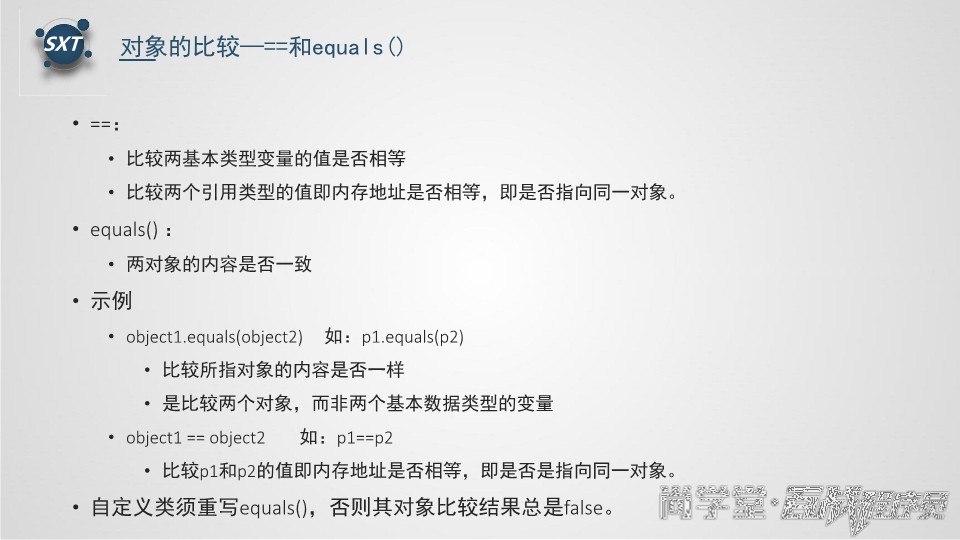 SXT
对象的比较—==和equals()
• ==：
• 比较两基本类型变量的值是否相等
• 比较两个引用类型的值即内存地址是否相等，即是否指向同一对象。
• equals()：
• 两对象的内容是否一致
• 示例
• object1.equals(object2) 如：p1.equals(p2)
• 比较所指对象的内容是否一样
• 是比较两个对象，而非两个基本数据类型的变量
• object1 == object2 如：p1==p2
• 比较p1和p2的值即内存地址是否相等，即是否是指向同一对象。
• 自定义类须重写equals()，否则其对象比较结果总是false。
尚学堂·